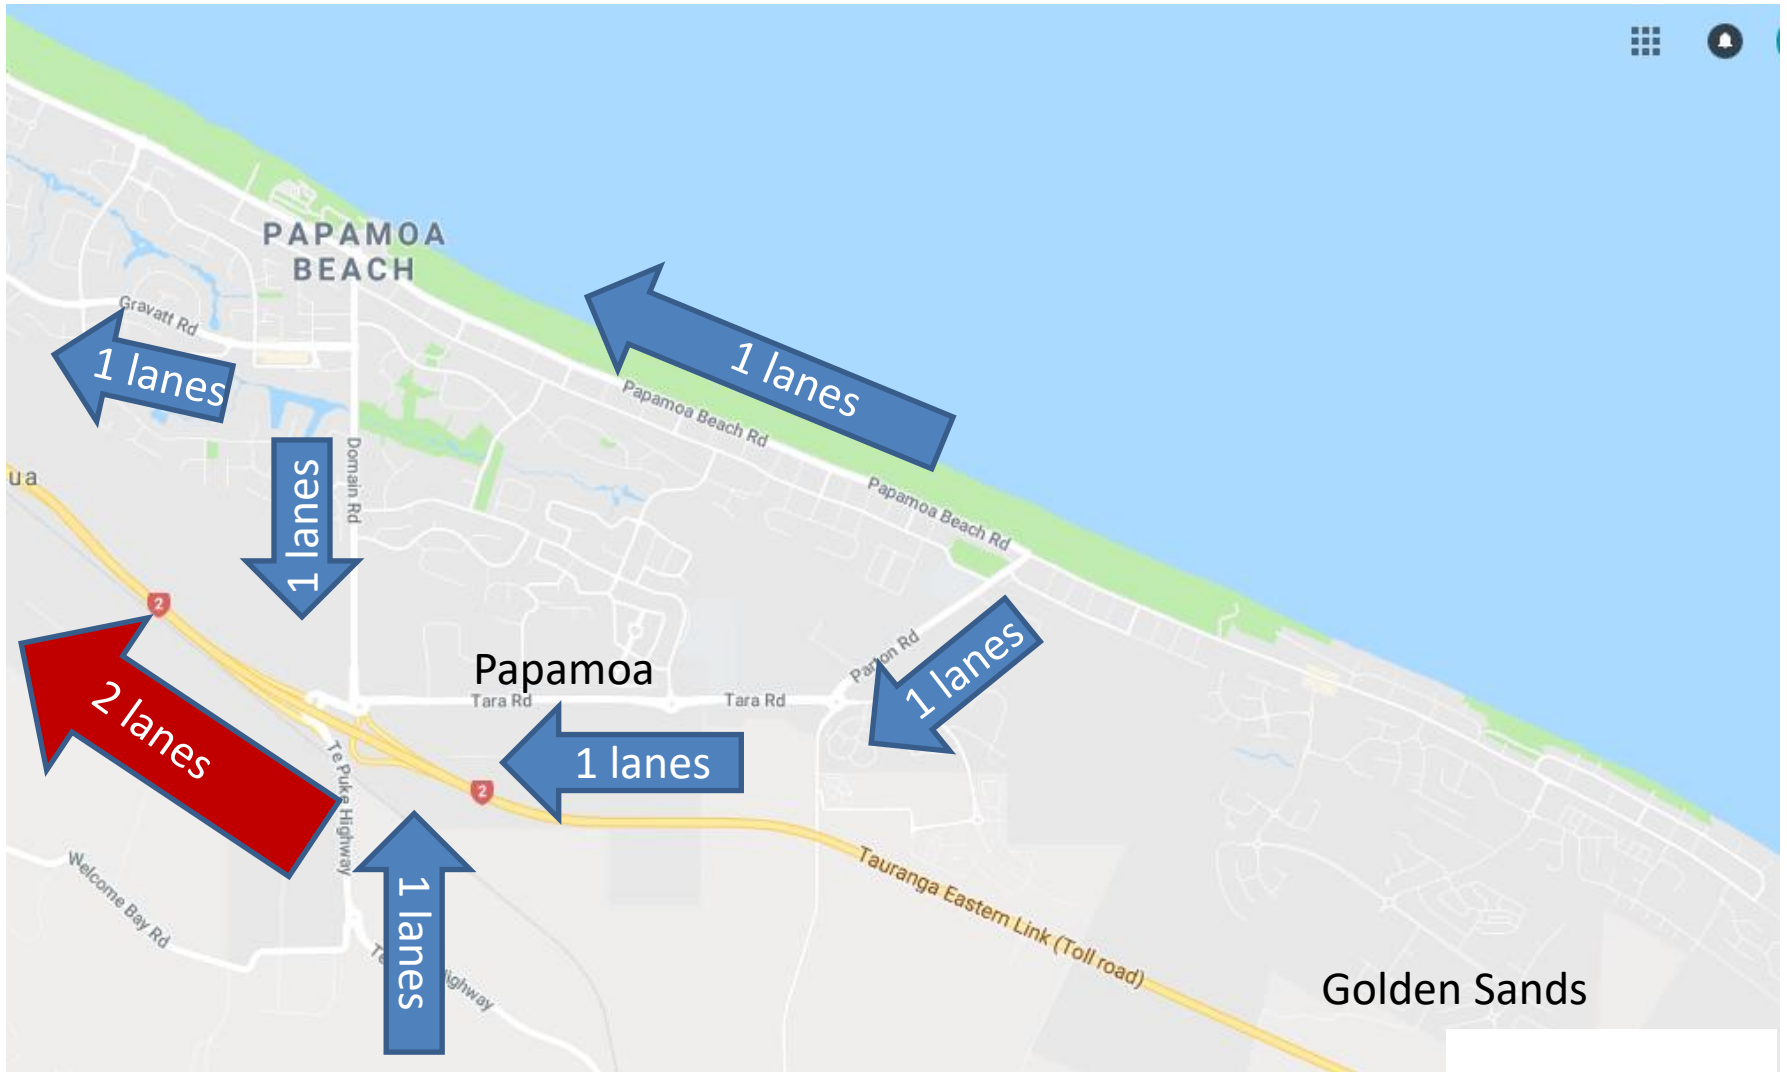 PAPAMOA
BEACH
Gravatt Rd
1 lanes
1 lanes
Papamoa Beach Rd
Domain Rd
1 lanes
ua
Papamoa Beach Rd
2
Papamoa
Parton Rd
1 lanes
Tara Rd
Tara Rd
2 lanes
1 lanes
2
Te Puke Highway
Welcome Bay Rd
Tauranga Eastern Link (Toll road)
1 lanes
Te
ighway
Golden Sands